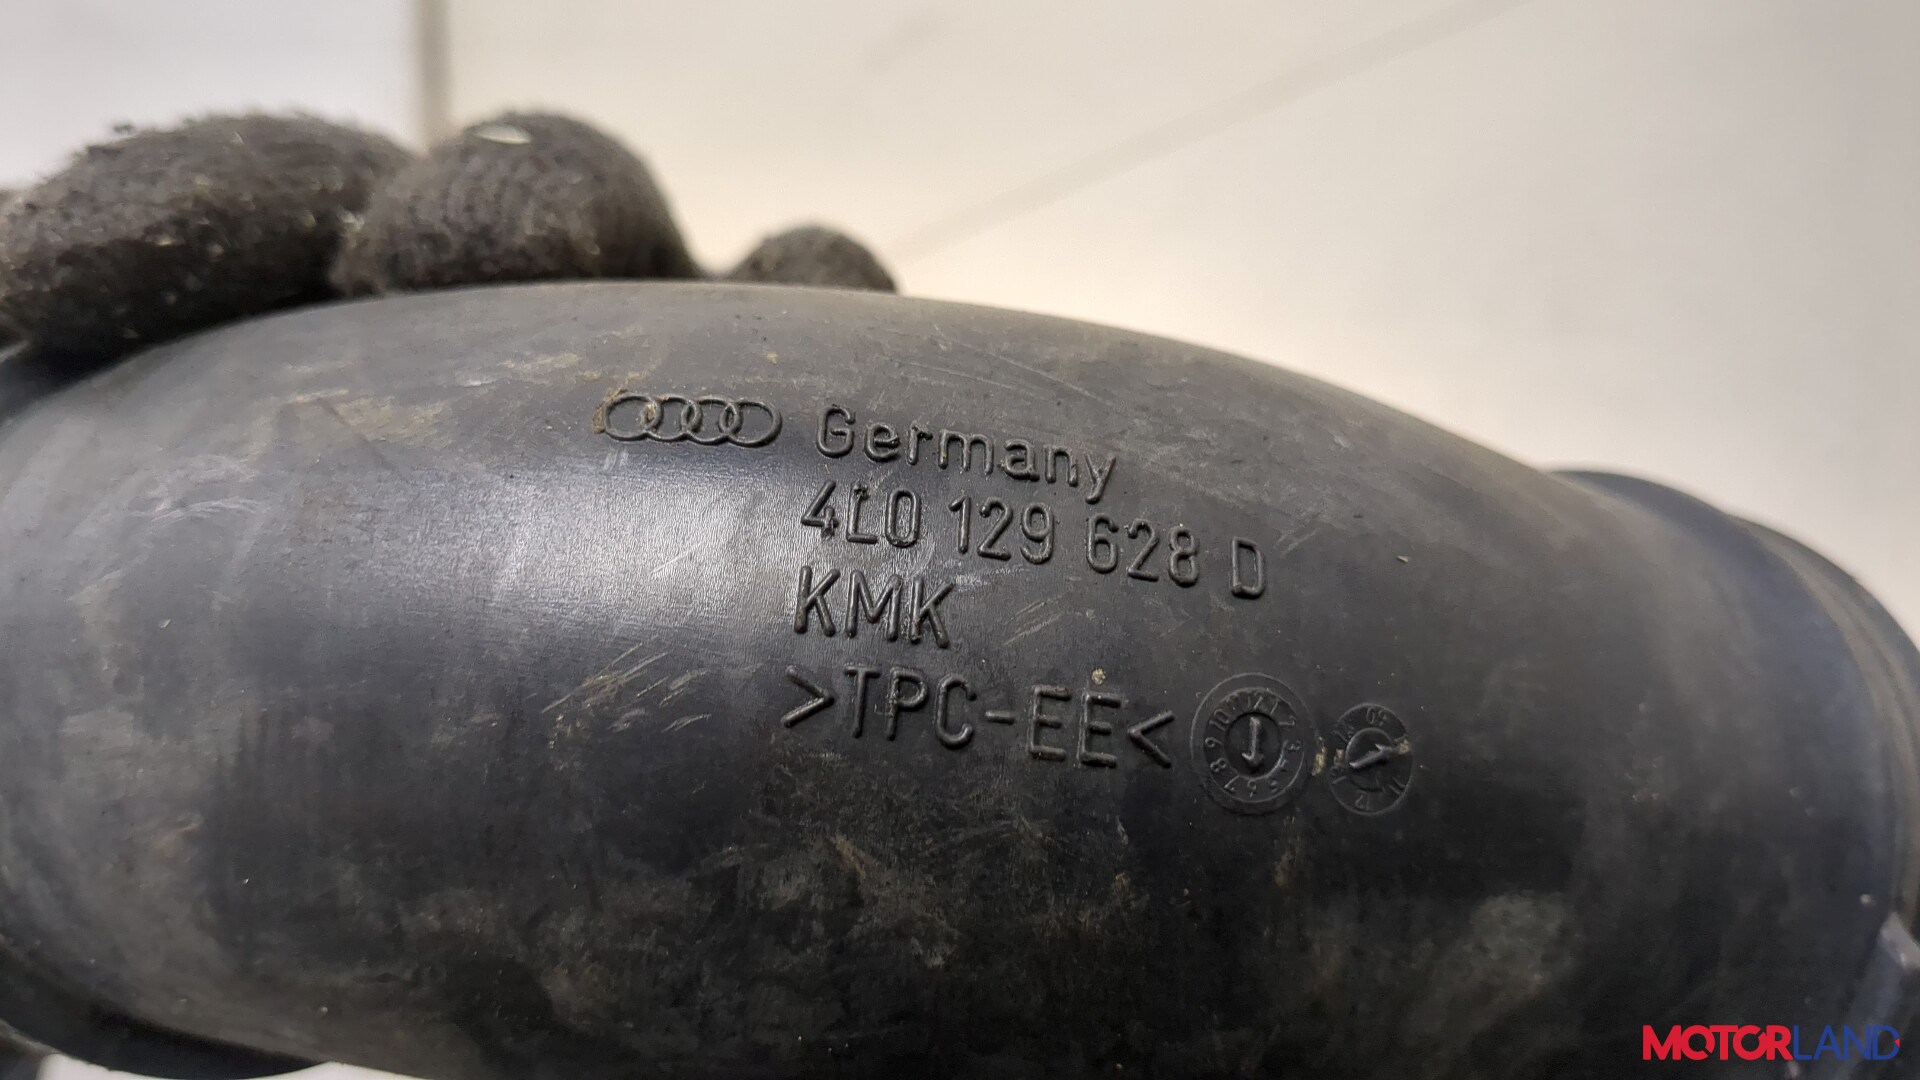 Germany
4L0 129 628 D
KMK
>TPC-EE<
MOTORLAND